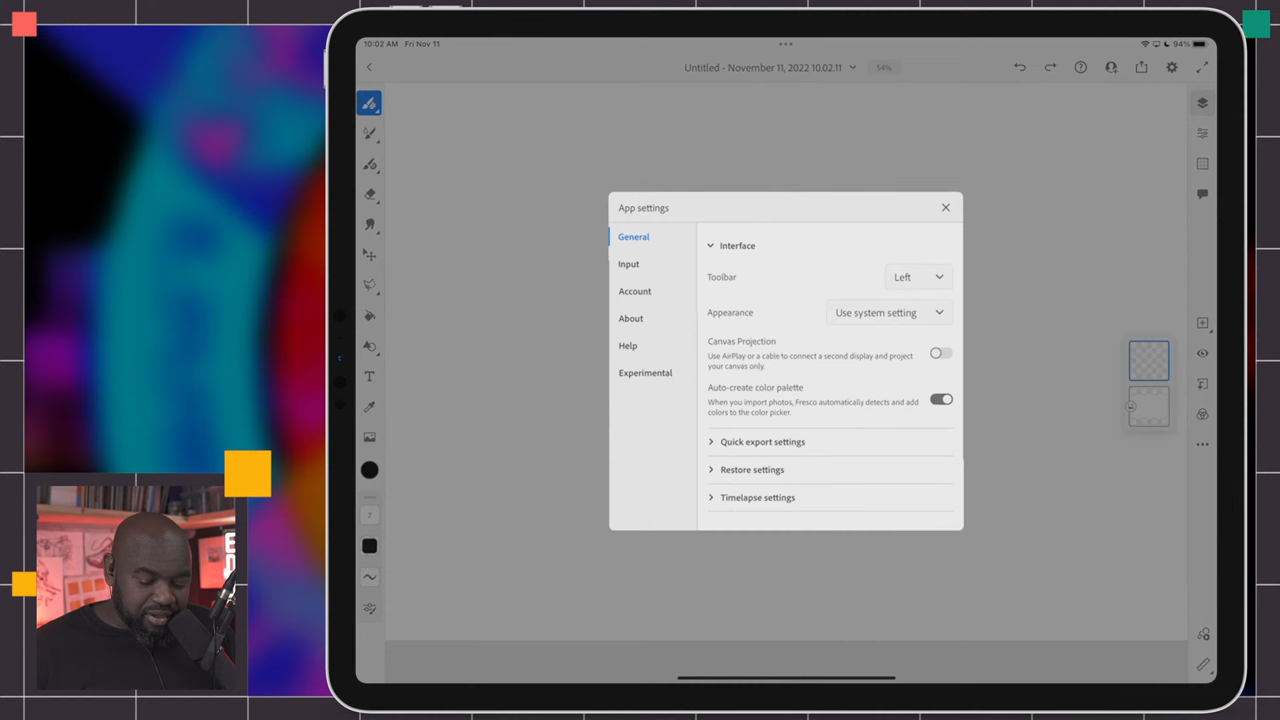 10:02 AM Fri Nov 11
94%
Untitled - November 11, 2022 10.02.11
54%
App settings
General
Input
Account
About
Help
Experimental
Interface
Toolbar
Left
Appearance
Use system setting
Canvas Projection
Use AirPlay or a cable to connect a second display and project
your canvas only.
Auto-create color palette
When you import photos, Fresco automatically detects and add
colors to the color picker.
Quick export settings
Restore settings
Timelapse settings
T
7